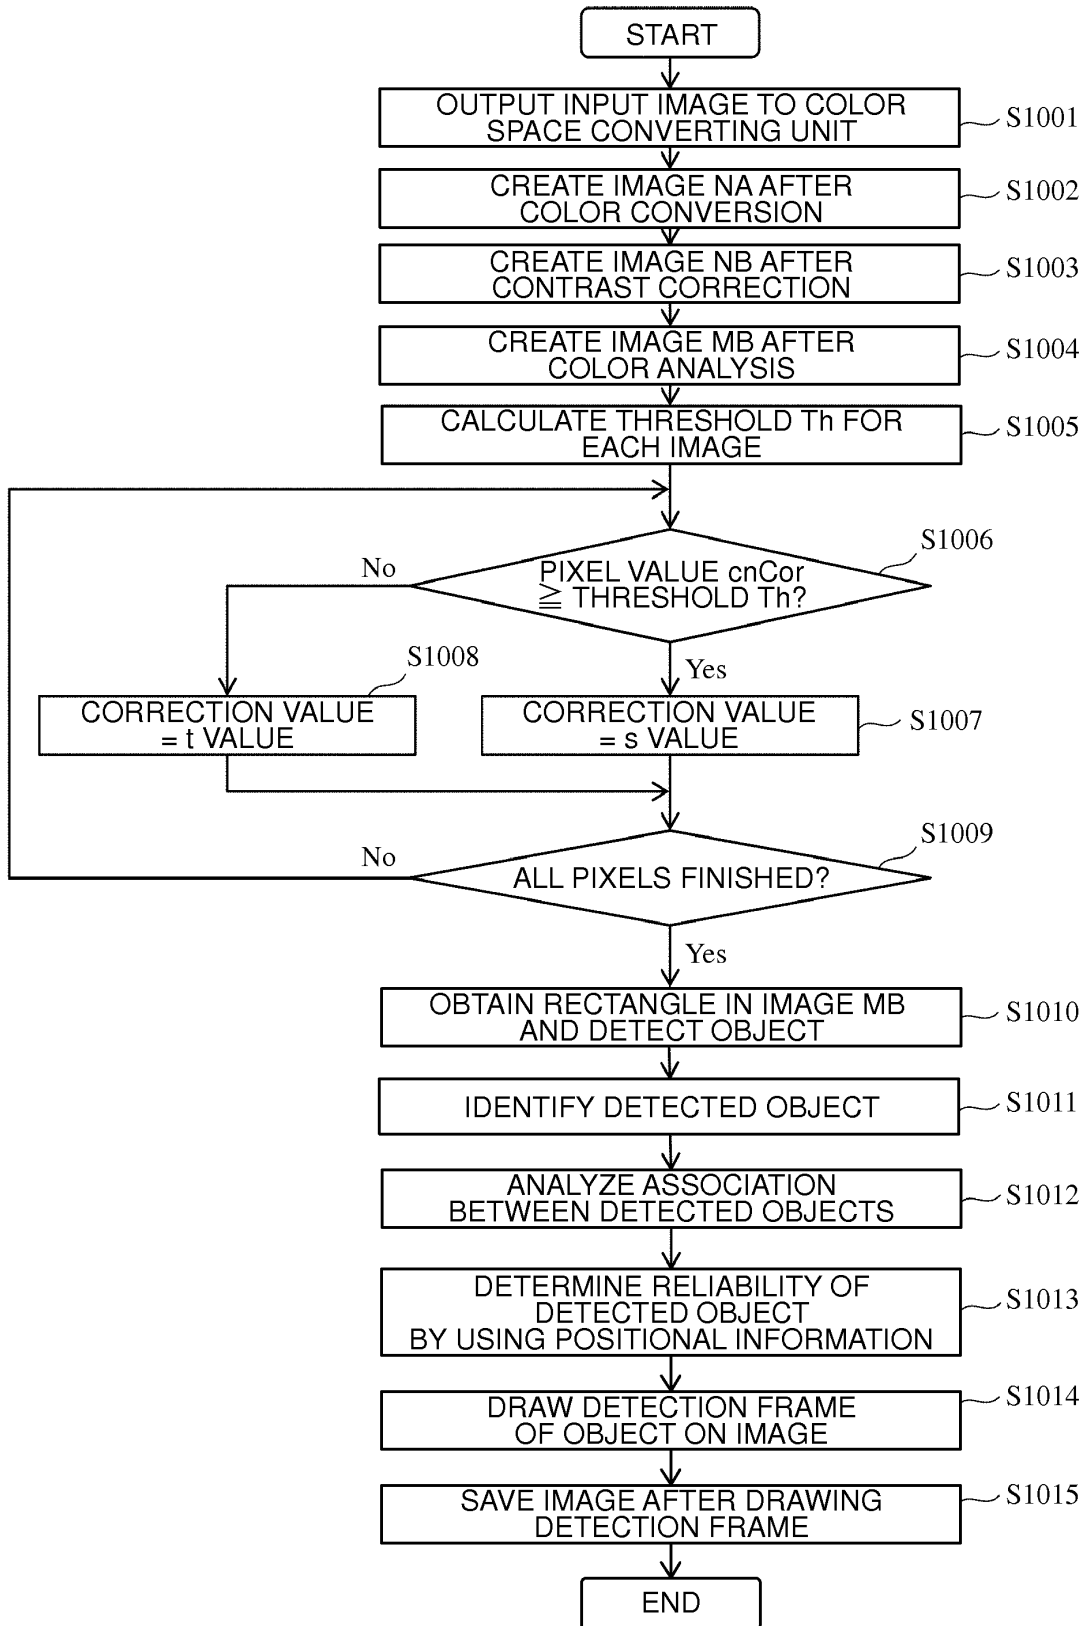 START
OUTPUT INPUT IMAGE TO COLOR
SPACE CONVERTING UNIT
S1001
CREATE IMAGE NA AFTER
COLOR CONVERSION
S1002
CREATE IMAGE NB AFTER
CONTRAST CORRECTION
S1003
CREATE IMAGE MB AFTER
COLOR ANALYSIS
S1004
CALCULATE THRESHOLD Th FOR
EACH IMAGE
S1005
S1006
No
PIXEL VALUE cnCor
≧ THRESHOLD Th?
Yes
S1008
CORRECTION VALUE
= t VALUE
CORRECTION VALUE
= s VALUE
S1007
S1009
No
ALL PIXELS FINISHED?
Yes
OBTAIN RECTANGLE IN IMAGE MB
AND DETECT OBJECT
S1010
IDENTIFY DETECTED OBJECT
S1011
ANALYZE ASSOCIATION
BETWEEN DETECTED OBJECTS
S1012
DETERMINE RELIABILITY OF
DETECTED OBJECT
BY USING POSITIONAL INFORMATION
S1013
DRAW DETECTION FRAME
OF OBJECT ON IMAGE
S1014
SAVE IMAGE AFTER DRAWING
DETECTION FRAME
S1015
END